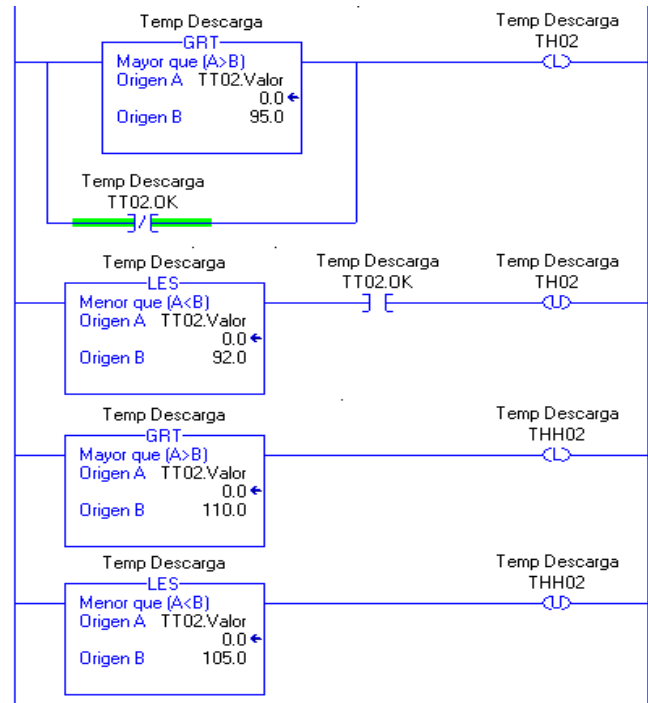 Temp Descarga
GRT
Mayor que (A>B)
Origen A TT02.Valor
0.0
Origen B 95.0
Temp Descarga
TH02
L
Temp Descarga
TT02.OK
Temp Descarga
LES
Menor que (A<B)
Origen A TT02.Valor
0.0
Origen B 92.0
Temp Descarga
TT02.OK
Temp Descarga
TH02
U
Temp Descarga
GRT
Mayor que (A>B)
Origen A TT02.Valor
0.0
Origen B 110.0
Temp Descarga
THH02
L
Temp Descarga
LES
Menor que (A<B)
Origen A TT02.Valor
0.0
Origen B 105.0
Temp Descarga
THH02
U